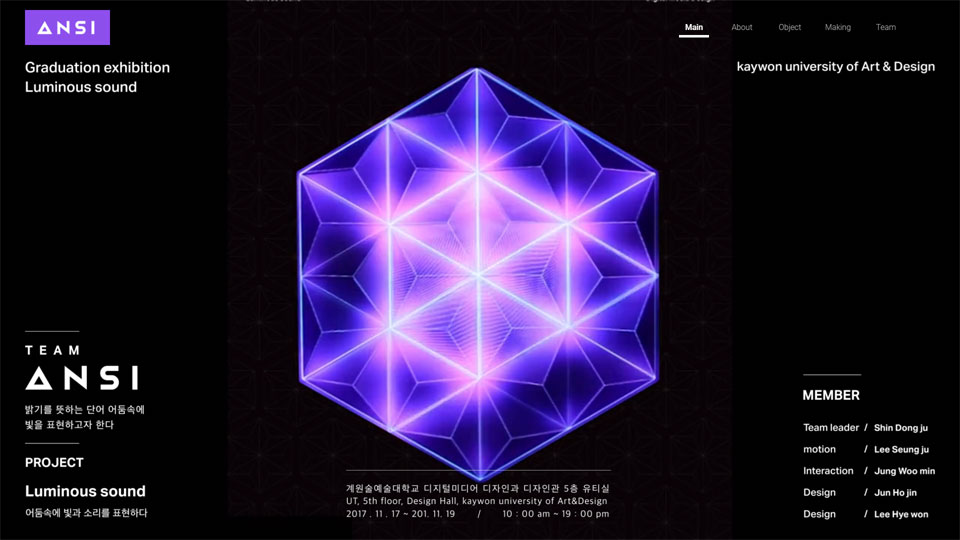 ANSI
Main
About
Object
Making
Team
Graduation exhibition
Luminous sound
kaywon university of Art & Design
TEAM
ANSI
밝기를 뜻하는 단어 어둠속에
빛을 표현하고자 한다
PROJECT
Luminous sound
어둠속에 빛과 소리를 표현하다
계원술예술대학교 디지털미디어 디자인과 디자인관 5층 유티실
UT, 5th floor, Design Hall, kaywon university of Art&Design
2017 . 11 . 17 ~ 201. 11. 19 / 10 : 00 am ~ 19 : 00 pm
MEMBER
Team leader / Shin Dong ju
motion / Lee Seung ju
Interaction / Jung Woo min
Design / Jun Ho jin
Design / Lee Hye won